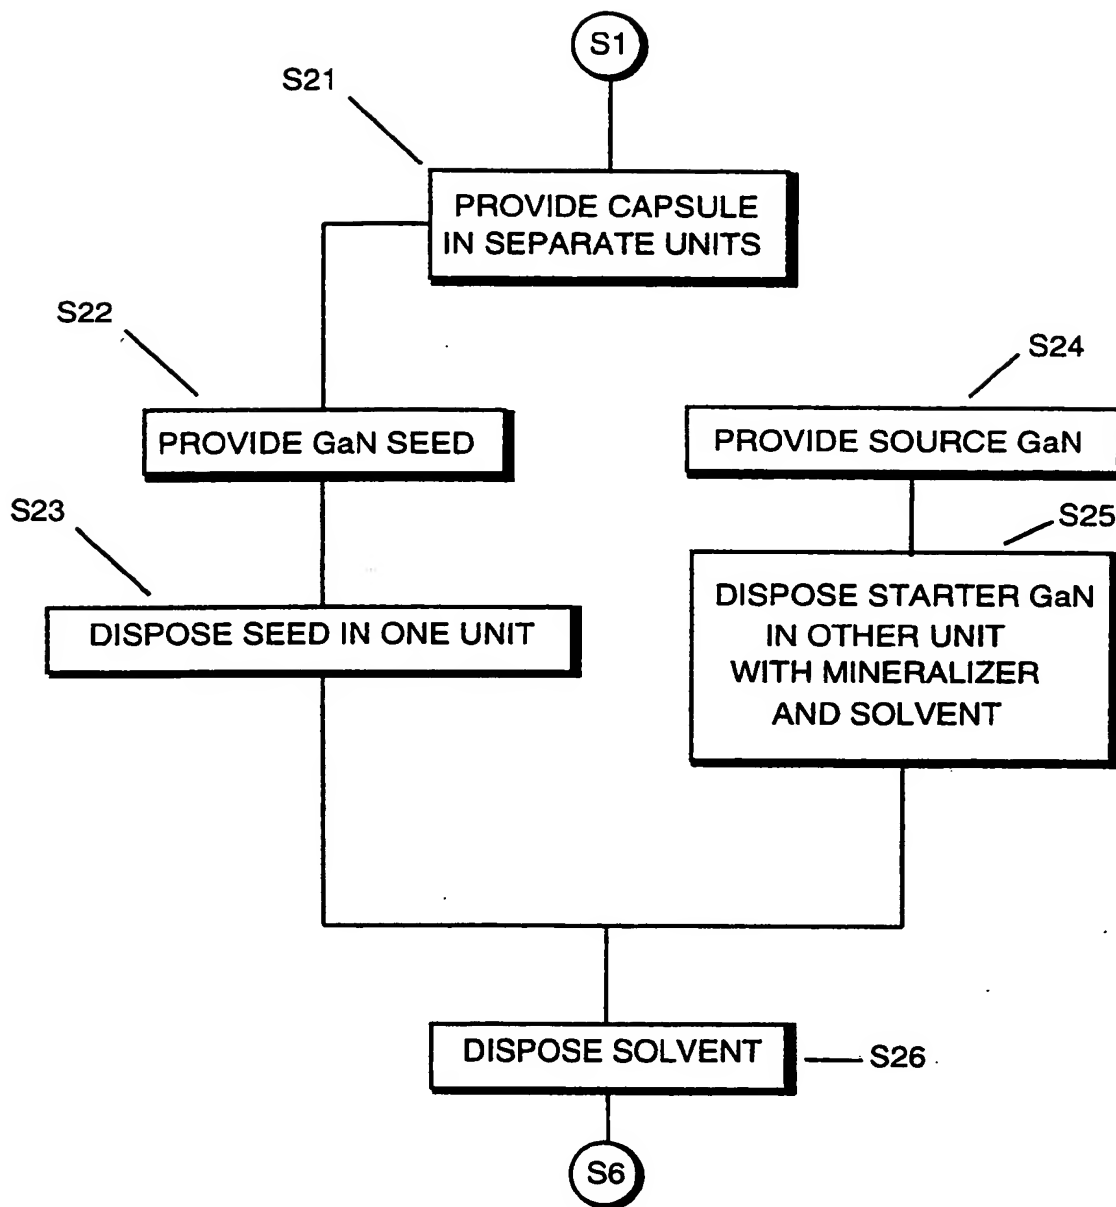 S1
S21
PROVIDE CAPSULE
IN SEPARATE UNITS
S22
PROVIDE GaN SEED
S24
PROVIDE SOURCE GaN
S23
DISPOSE SEED IN ONE UNIT
S25
DISPOSE STARTER GaN
IN OTHER UNIT
WITH MINERALIZER
AND SOLVENT
DISPOSE SOLVENT
S26
S6